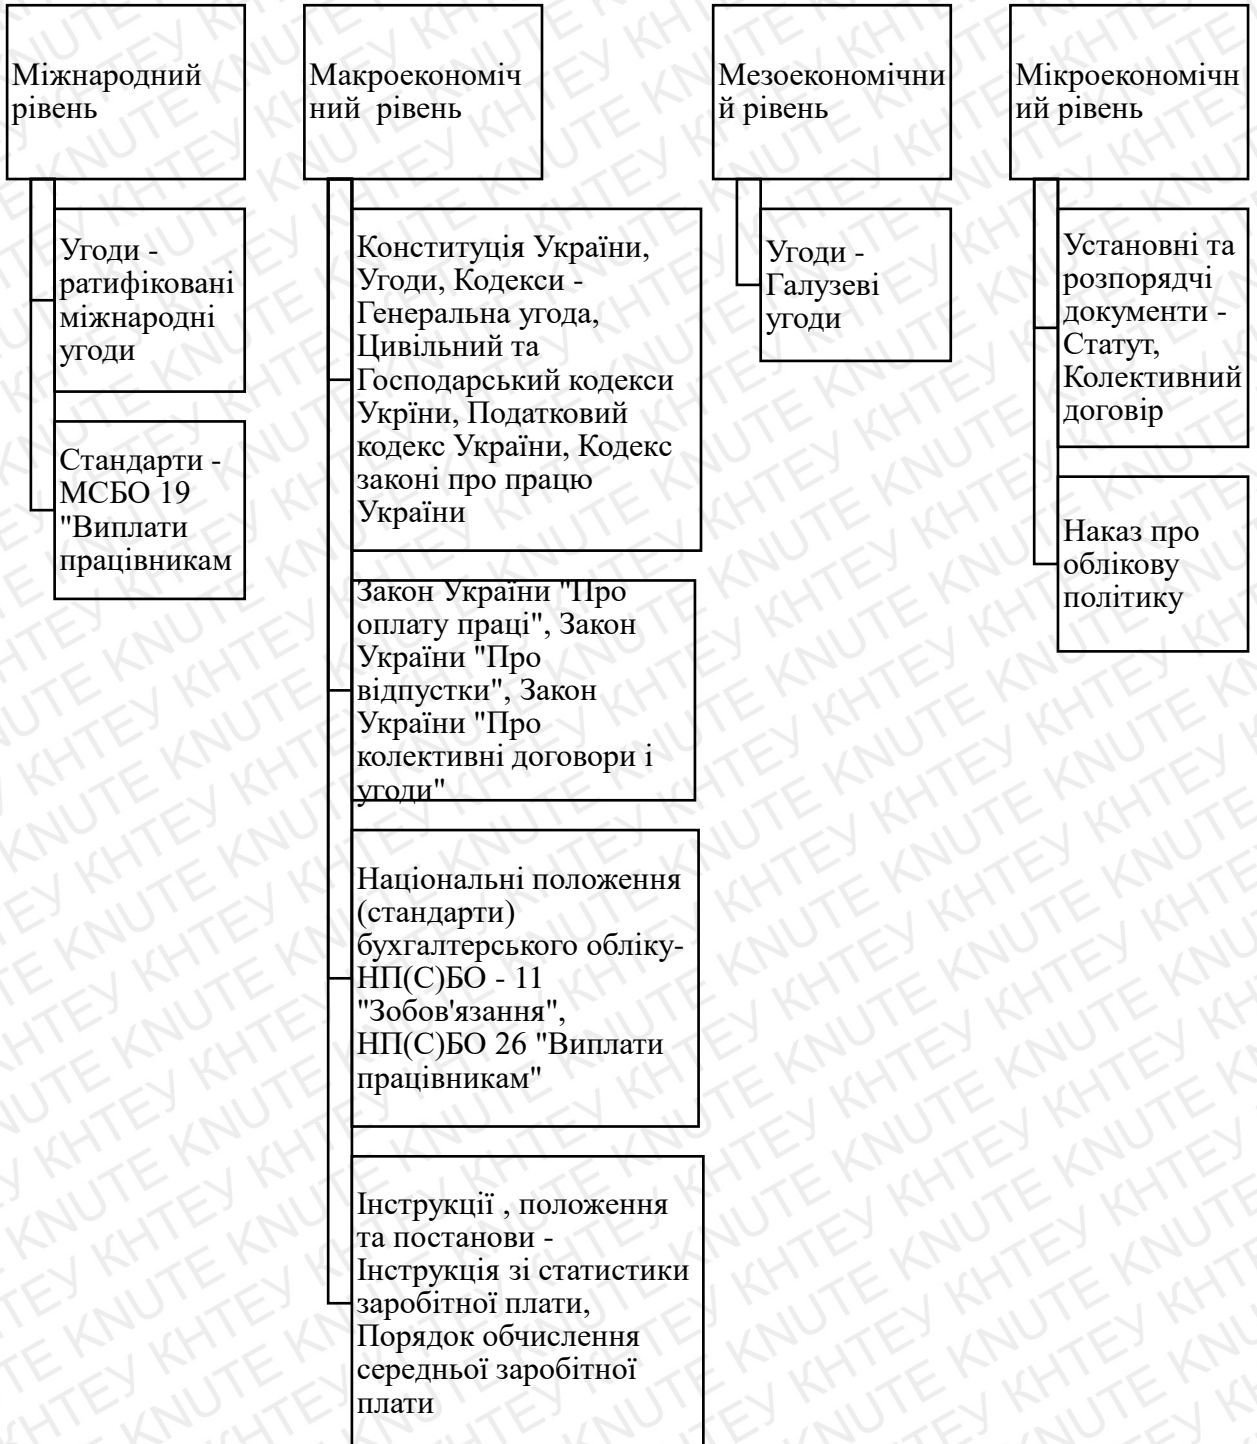 Міжнародний
рівень
Угоди -
ратифіковані
міжнародні
угоди
Стандарти -
МСБО 19
"Виплати
працівникам
Макроекономіч
ний рівень
Конституція України,
Угоди, Кодекси -
Генеральна угода,
Цивільний та
Господарський кодекси
Укрїни, Податковий
кодекс України, Кодекс
законі про працю
України
Закон України "Про
оплату праці", Закон
України "Про
відпустки", Закон
України "Про
колективні договори і
угоди"
Національні положення
(стандарти)
бухгалтерського обліку-
НП(С)БО - 11
"Зобов'язання",
НП(С)БО 26 "Виплати
працівникам"
Інструкції , положення
та постанови -
Інструкція зі статистики
заробітної плати,
Порядок обчислення
середньої заробітної
плати
Мезоекономічни
й рівень
Угоди -
Галузеві
угоди
Мікроекономічн
ий рівень
Установні та
розпорядчі
документи -
Статут,
Колективний
договір
Наказ про
облікову
політику